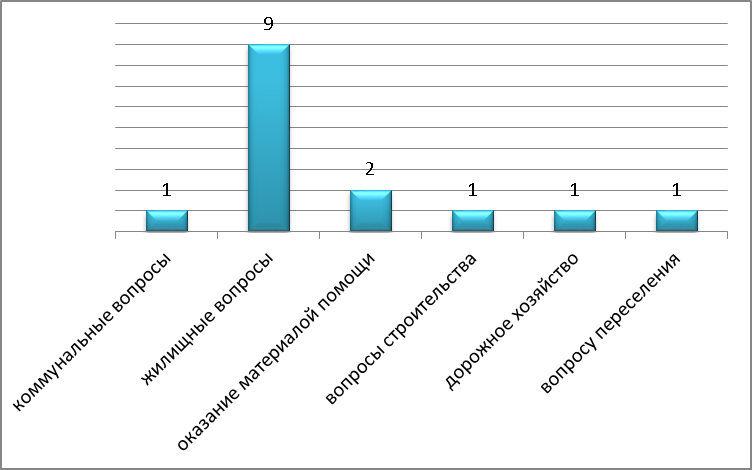 1
9
2
1
1
1
коммунальные вопросы
жилищные вопросы
оказание материалой помощи
вопросы строительства
дорожное хозяйство
вопросу переселения